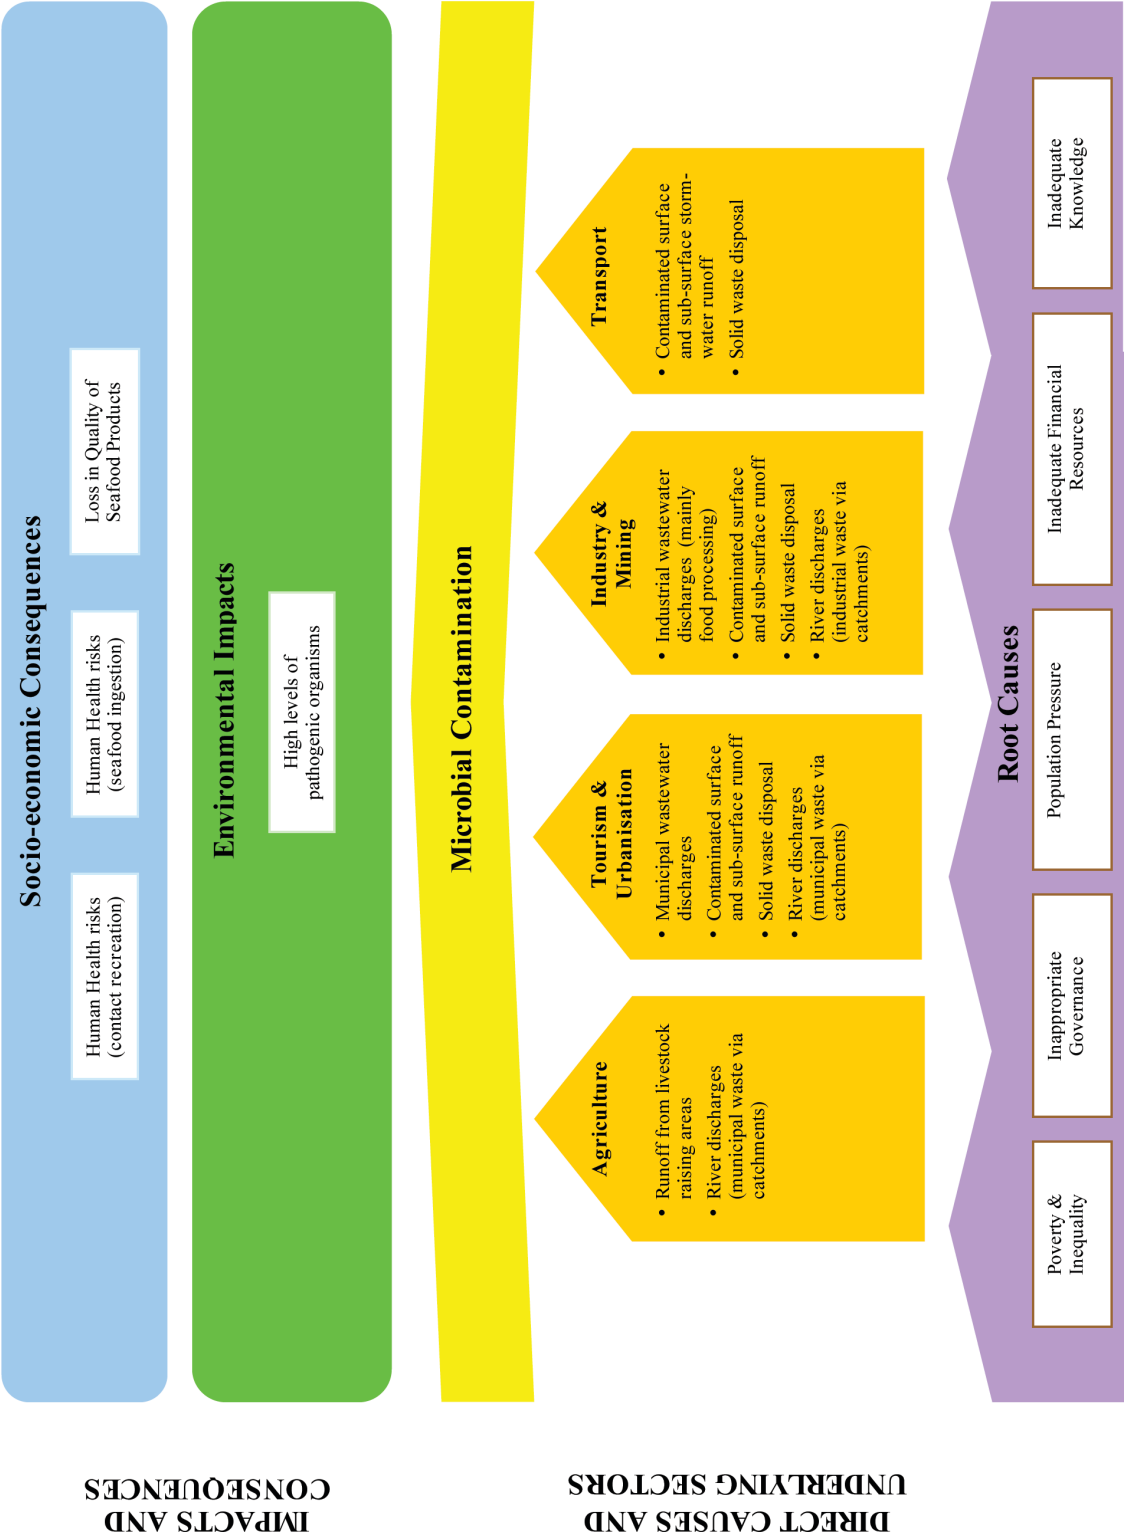 IMPACTS AND
CONSEQUENCES
Socio-economic Consequences
Human Health risks
(contact recreation)
Human Health risks
(seafood ingestion)
Loss in Quality of
Seafood Products
Environmental Impacts
High levels of
pathogenic organisms
Microbial Contamination
DIRECT CAUSES AND
UNDERLYING SECTORS
Agriculture
• Runoff from livestock
raising areas
• River discharges
(municipal waste via
catchments)
Tourism &
Urbanisation
• Municipal wastewater
discharges
• Contaminated surface
and sub-surface runoff
• Solid waste disposal
• River discharges
(municipal waste via
catchments)
Industry &
Mining
• Industrial wastewater
discharges (mainly
food processing)
• Contaminated surface
and sub-surface runoff
• Solid waste disposal
• River discharges
(industrial waste via
catchments)
Transport
• Contaminated surface
and sub-surface storm-
water runoff
• Solid waste disposal
Root Causes
Poverty &
Inequality
Inappropriate
Governance
Population Pressure
Inadequate Financial
Resources
Inadequate
Knowledge